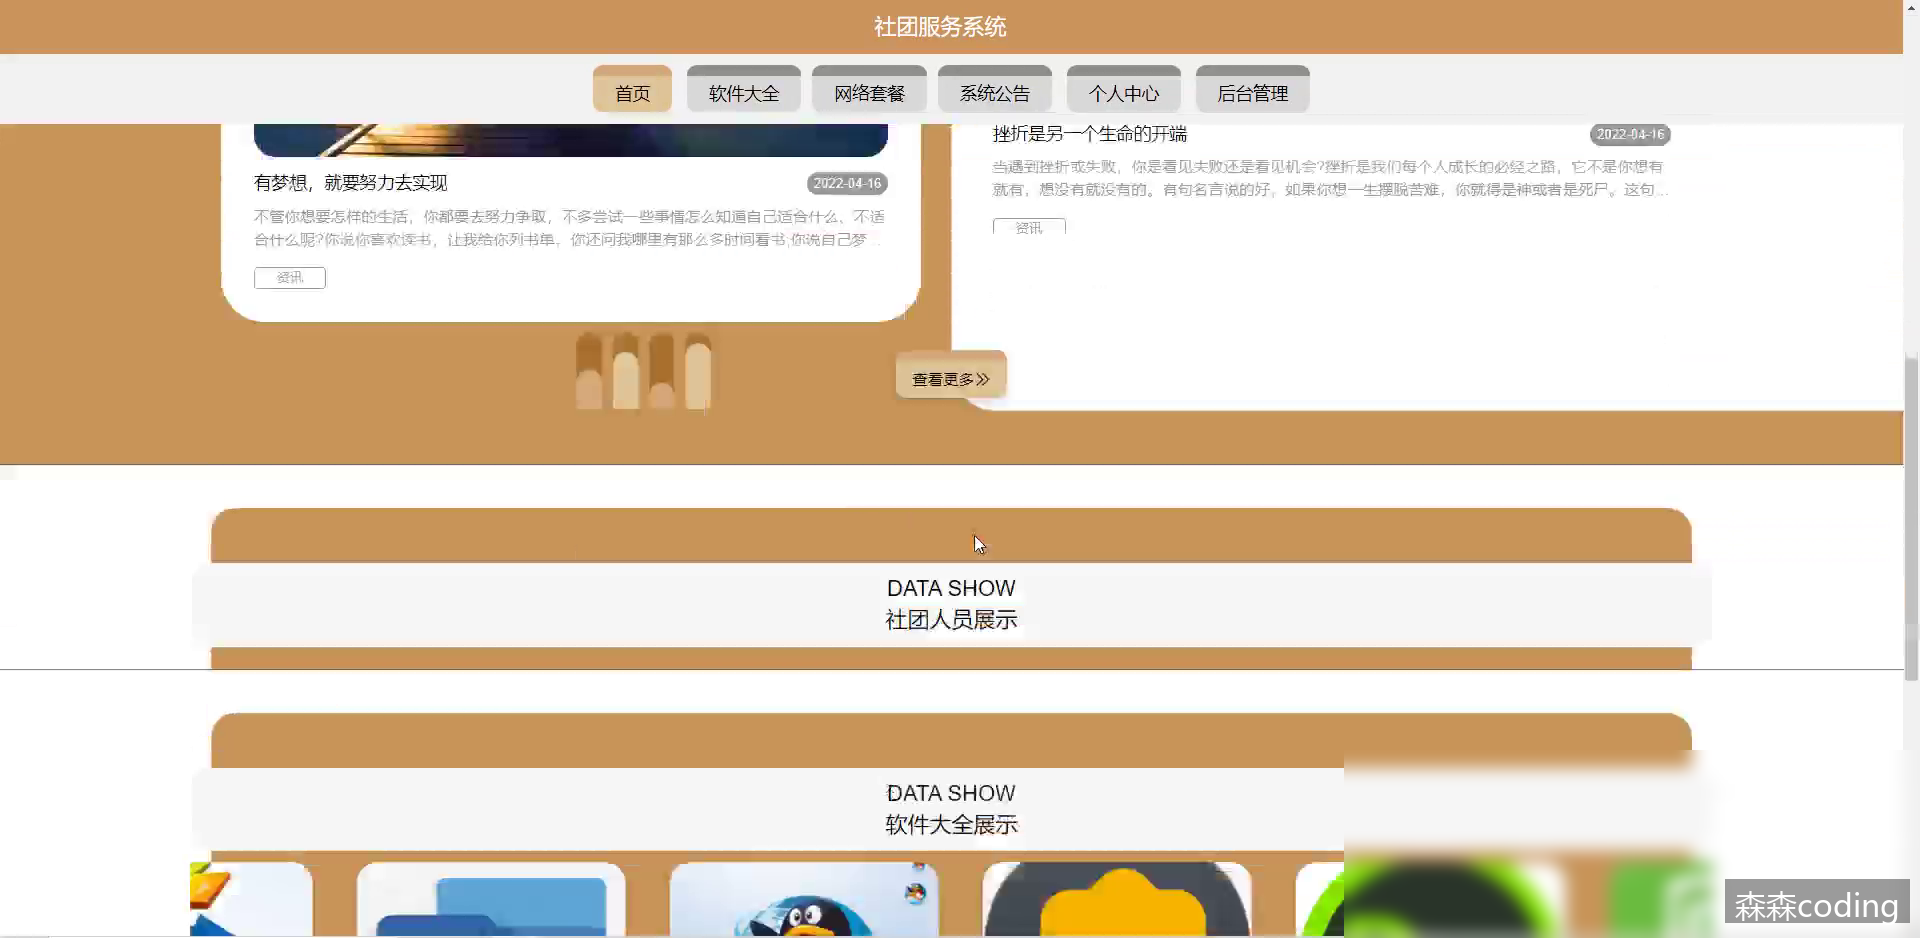 社团服务系统
首页
软件大全
网络套餐
系统公告
个人中心
后台管理
有梦想，就要努力去实现
2022-04-16
不管你想要怎样的生活，你都要去努力争取，不多尝试一些事情怎么知道自己适合什么、不适
合什么呢?你说你喜欢读书，让我给你列书单，你还问我哪里有那么多时间看书;你说自己梦…
资讯
挫折是另一个生命的开端
2022-04-16
当遇到挫折或失败，你是看见失败还是看见机会?挫折是我们每个人成长的必经之路，它不是你想有
就有，想没有就没有的。有句名言说的好，如果你想一生摆脱苦难，你就得是神或者是死尸。这句…
资讯
查看更多
DATA SHOW
社团人员展示
DATA SHOW
软件大全展示
森森coding